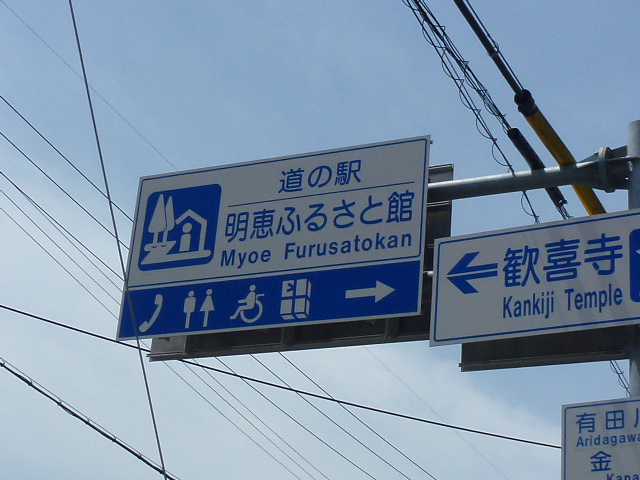 道の駅
明恵ふるさと館
Myoe Furusatokan
歓喜寺
Kankiji Temple
有田
Aridagawa
金
Kana